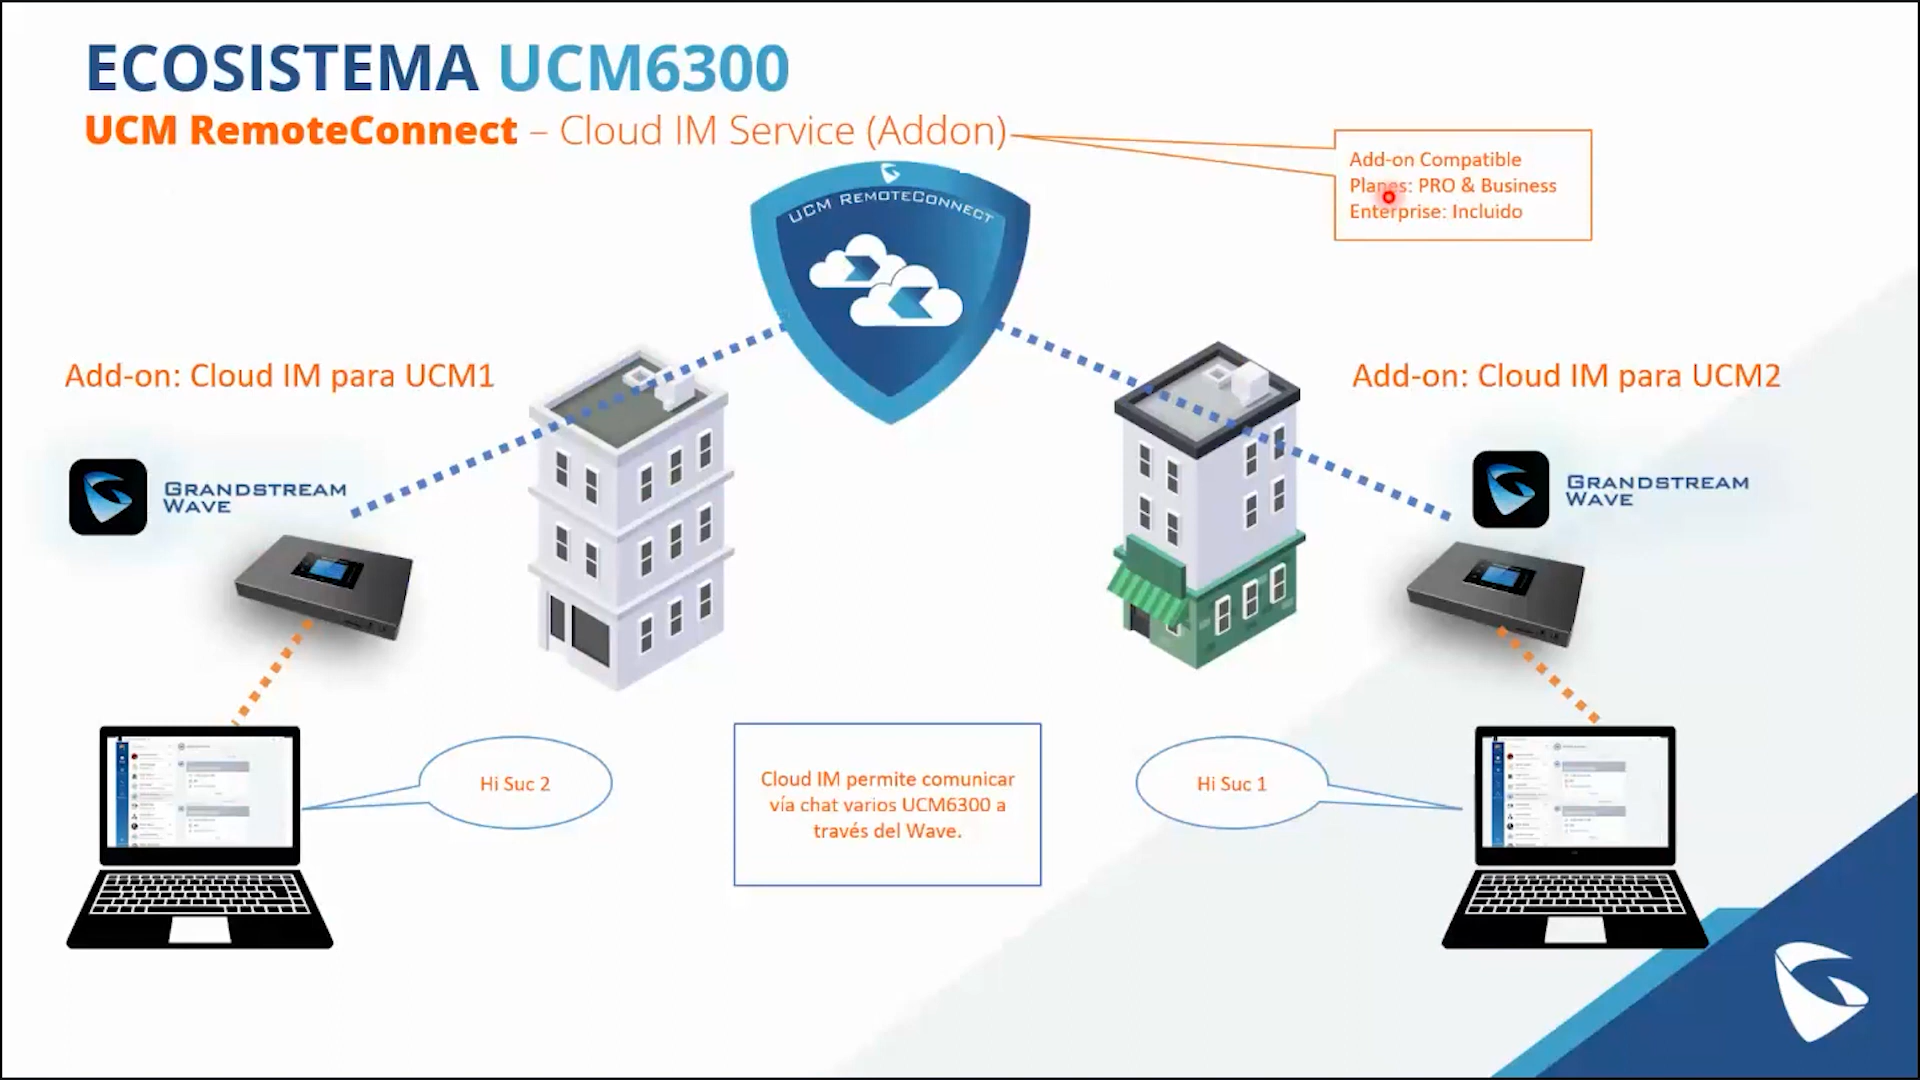 ECOSISTEMA UCM6300
UCM RemoteConnect – Cloud IM Service (Addon)
Add-on Compatible
Planes: PRO & Business
Enterprise: Incluido
UCM REMOTECONNECT
Add-on: Cloud IM para UCM1
Add-on: Cloud IM para UCM2
GRANDSTREAM
WAVE
GRANDSTREAM
WAVE
Hi Suc 2
Cloud IM permite comunicar
vía chat varios UCM6300 a
través del Wave.
Hi Suc 1